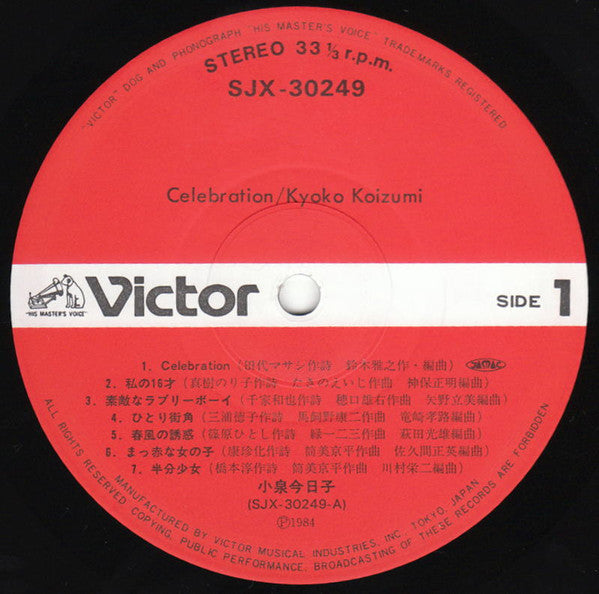 "VICTOR" DOG AND PHONOGRAPH "HIS MASTER'S VOICE" TRADEMARKS REGISTERED
STEREO 33 1/3 r.p.m.
SJX-30249
Celebration/Kyoko Koizumi
"HIS MASTER'S VOICE"
Victor
SIDE 1
1. Celebration (田代マサシ作詩 鈴木雅之作・編曲) JASRAC
2. 私の16才 (真樹のり子作詩 たきのえいじ作曲 神保正明編曲)
3. 素敵なラブリーボーイ (千家和也作詩 穂口雄右作曲 矢野立美編曲)
4. ひとり街角 (三浦徳子作詩 馬飼野康二作曲 竜崎孝路編曲)
5. 春風の誘惑 (篠原ひとし作詩 緑一二三作曲 萩田光雄編曲)
6. まっ赤な女の子 (康珍化作詩 筒美京平作曲 佐久間正英編曲)
7. 半分少女 (橋本淳作詩 筒美京平作曲 川村栄二編曲)
小泉今日子
(SJX-30249-A)
Ⓟ1984
ALL RIGHTS RESERVED. MANUFACTURED BY VICTOR MUSICAL INDUSTRIES, INC. TOKYO, JAPAN
COPYING, PUBLIC PERFORMANCE, BROADCASTING OF THESE RECORDS ARE FORBIDDEN